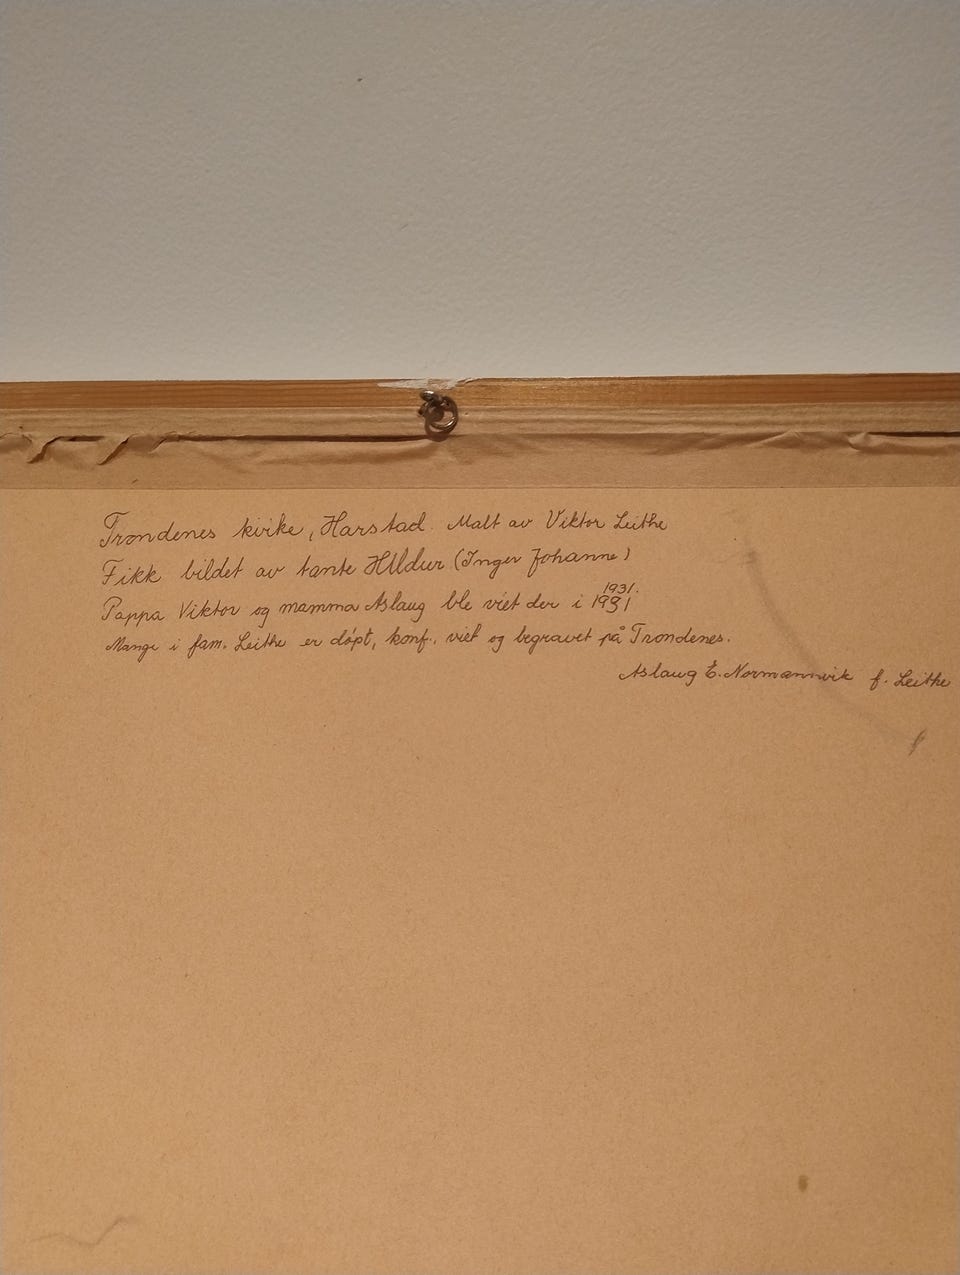 Trondenes kirke, Harstad. Malt av Viktor Leithe
Fikk bildet av tante Hildur (Inger Johanne)
1931.
Pappa Viktor og mamma Aslaug ble viet der i 1931
Mange i fam. Leithe er døpt, konf., viet og begravet på Trondenes.
Aslaug E. Normannvik f. Leithe